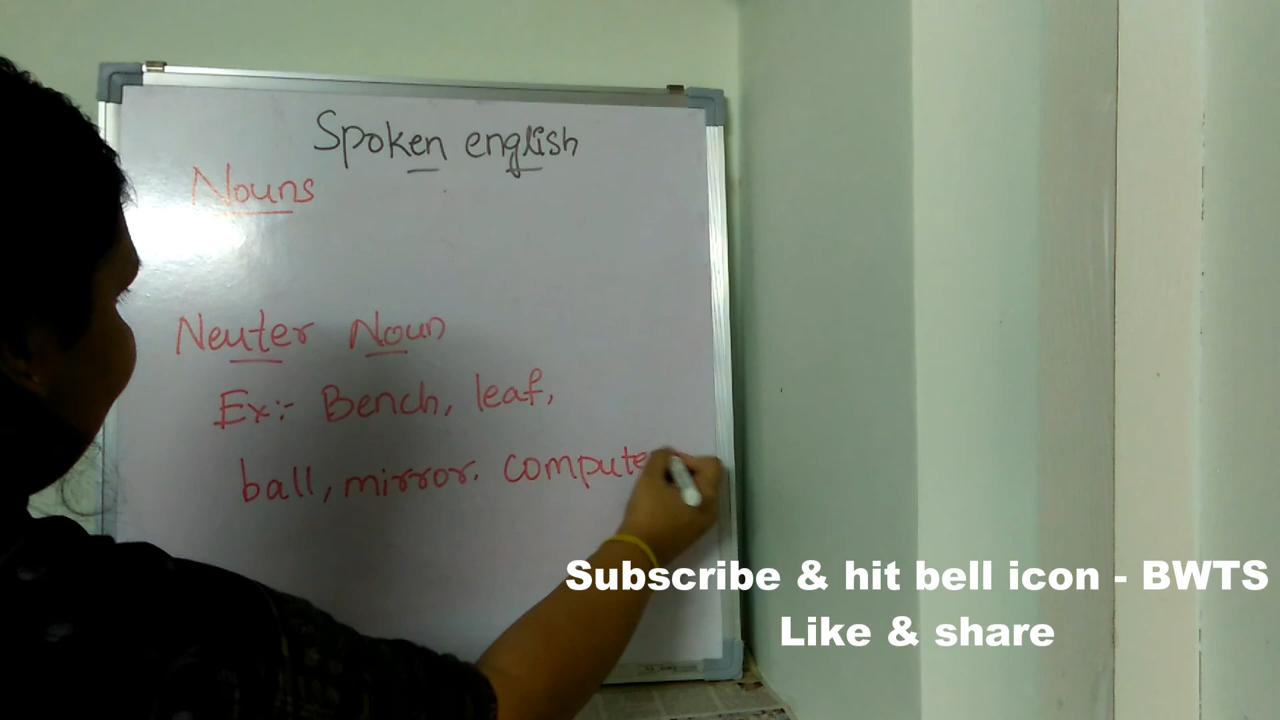 Spoken english
Nouns
Neuter Noun
Ex:- Bench, leaf,
ball, mirror. compute
Subscribe & hit bell icon - BWTS
Like & share